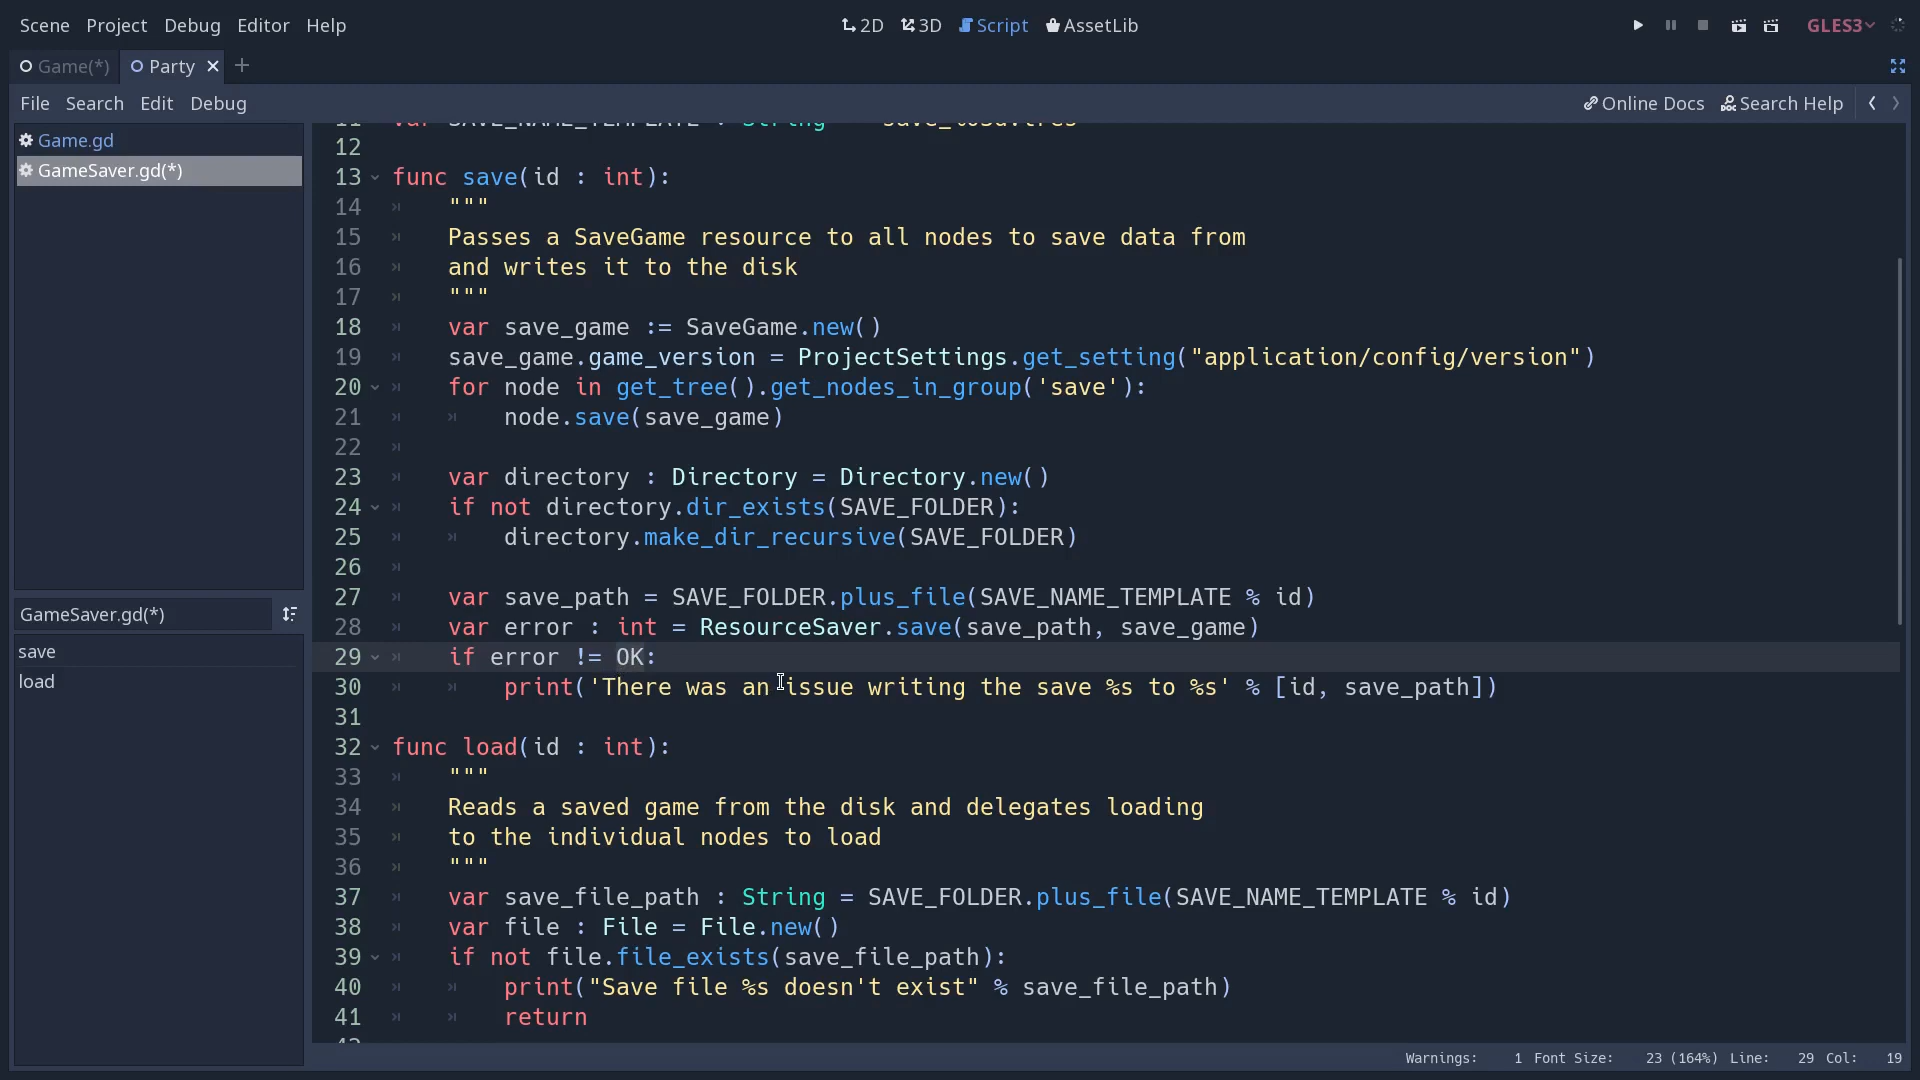 Scene Project Debug Editor Help 2D 3D Script AssetLib GLES3
Game(*) Party
File Search Edit Debug Online Docs Search Help
Game.gd
GameSaver.gd(*)
GameSaver.gd(*)
save
load
12
13 func save(id : int):
14 """
15 Passes a SaveGame resource to all nodes to save data from
16 and writes it to the disk
17 """
18 var save_game := SaveGame.new()
19 save_game.game_version = ProjectSettings.get_setting("application/config/version")
20 for node in get_tree().get_nodes_in_group('save'):
21 node.save(save_game)
22
23 var directory : Directory = Directory.new()
24 if not directory.dir_exists(SAVE_FOLDER):
25 directory.make_dir_recursive(SAVE_FOLDER)
26
27 var save_path = SAVE_FOLDER.plus_file(SAVE_NAME_TEMPLATE % id)
28 var error : int = ResourceSaver.save(save_path, save_game)
29 if error != OK:
30 print('There was an issue writing the save %s to %s' % [id, save_path])
31
32 func load(id : int):
33 """
34 Reads a saved game from the disk and delegates loading
35 to the individual nodes to load
36 """
37 var save_file_path : String = SAVE_FOLDER.plus_file(SAVE_NAME_TEMPLATE % id)
38 var file : File = File.new()
39 if not file.file_exists(save_file_path):
40 print("Save file %s doesn't exist" % save_file_path)
41 return
Warnings: 1 Font Size: 23 (164%) Line: 29 Col: 19